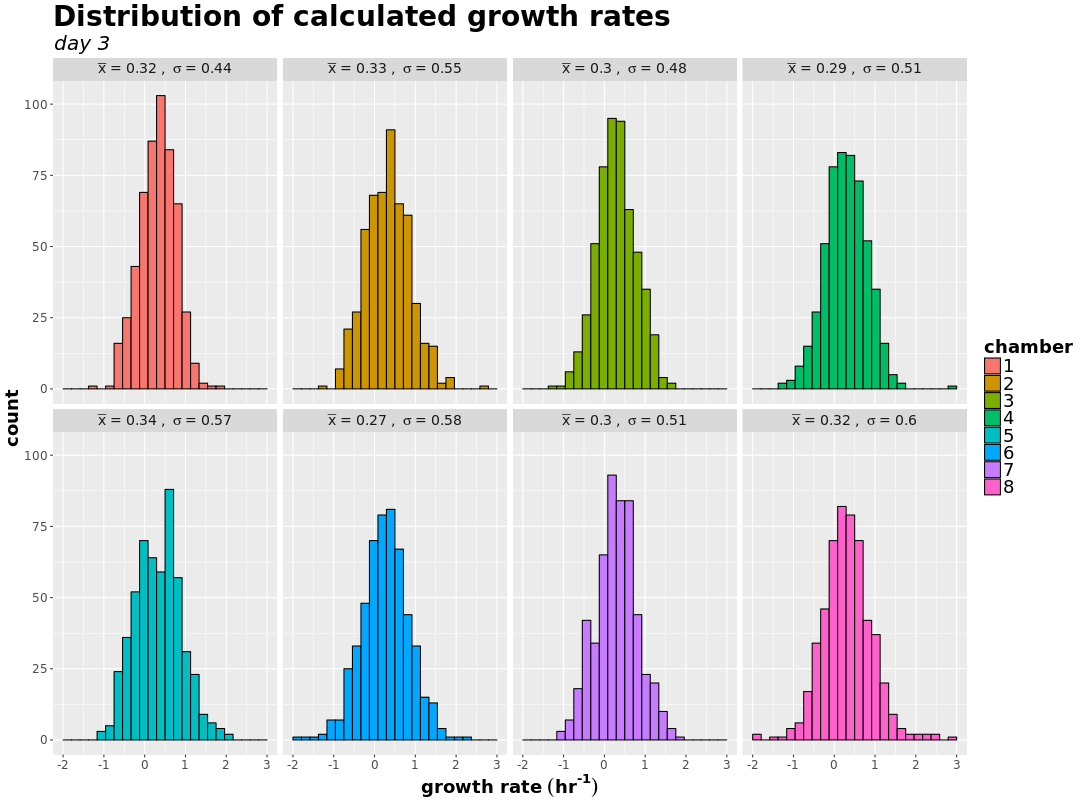 Distribution of calculated growth rates
day 3
x̅ = 0.32 , σ = 0.44
x̅ = 0.33 , σ = 0.55
x̅ = 0.3 , σ = 0.48
x̅ = 0.29 , σ = 0.51
100
75
50
25
0
x̅ = 0.34 , σ = 0.57
x̅ = 0.27 , σ = 0.58
x̅ = 0.3 , σ = 0.51
x̅ = 0.32 , σ = 0.6
100
75
50
25
0
-2 -1 0 1 2 3
-2 -1 0 1 2 3
-2 -1 0 1 2 3
-2 -1 0 1 2 3
growth rate (hr⁻¹)
count
chamber
1
2
3
4
5
6
7
8